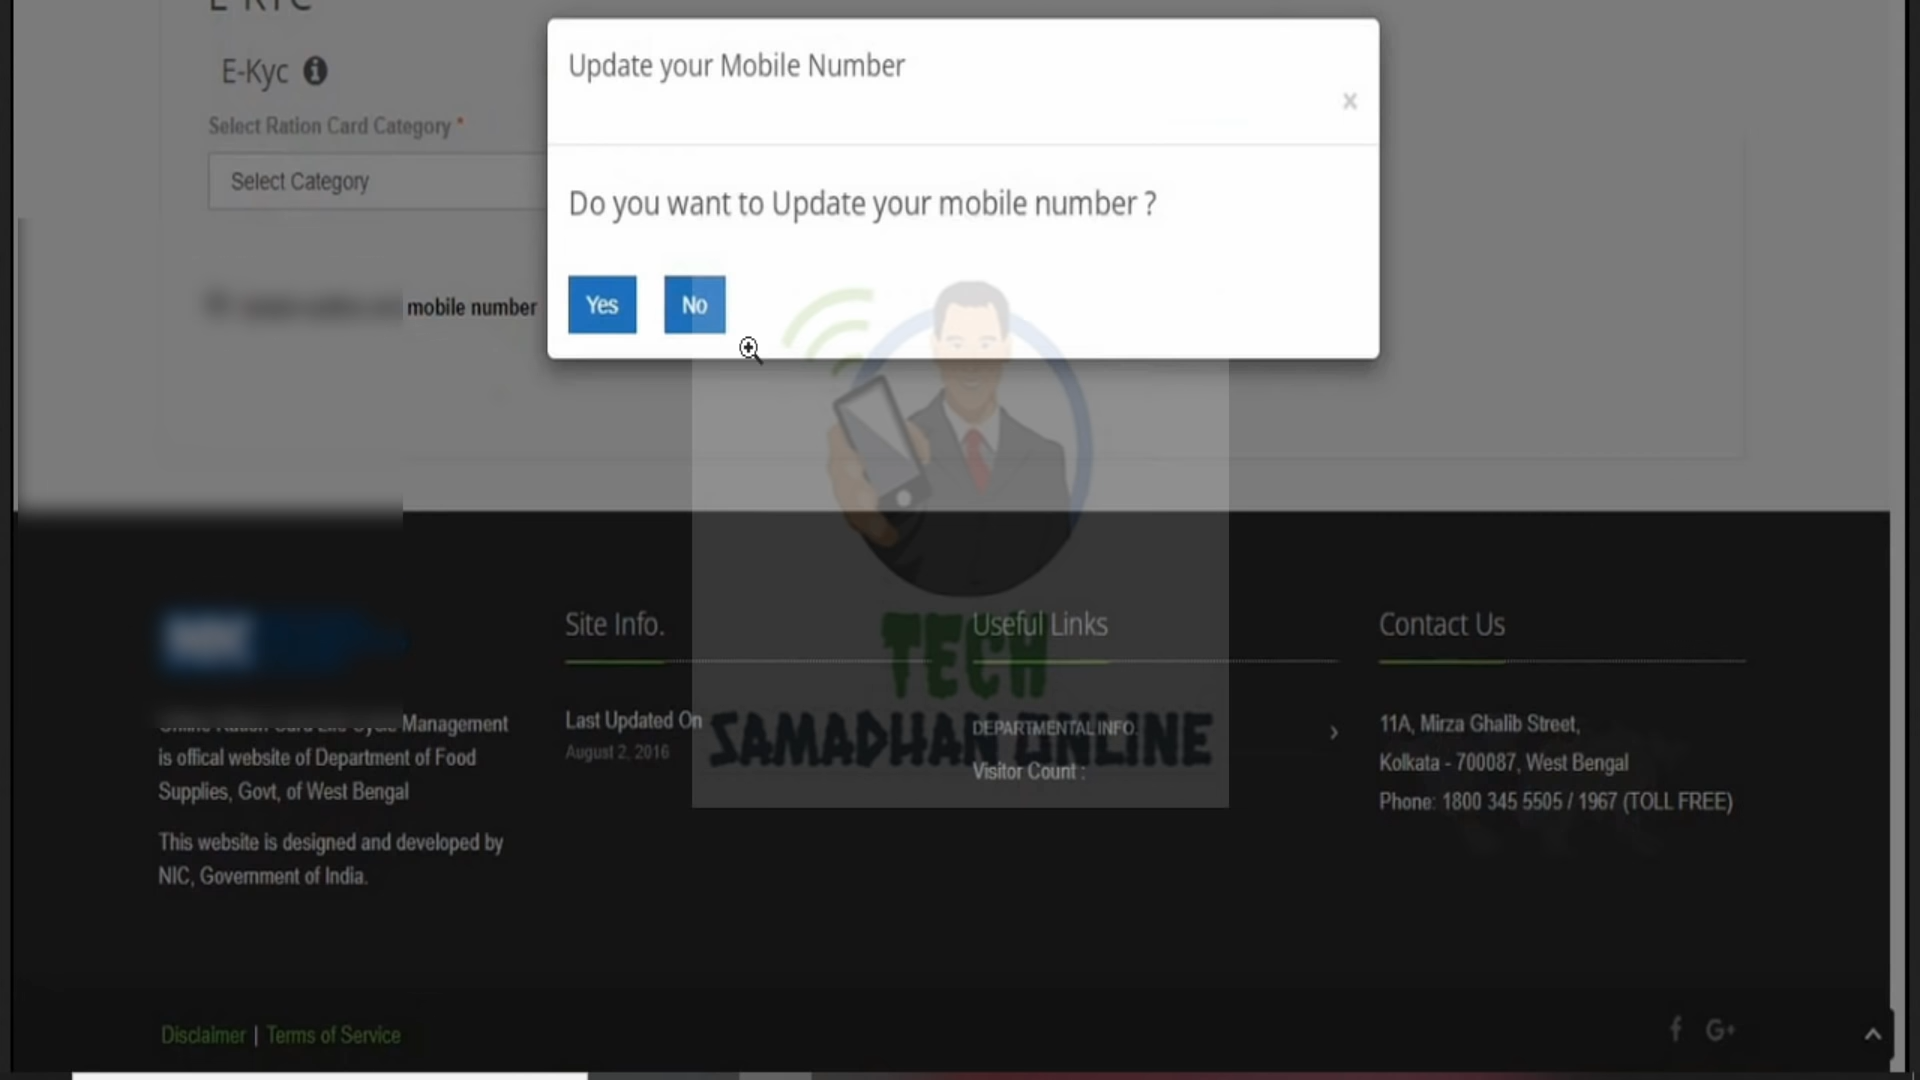 E-Kyc
Select Ration Card Category *
Select Category
mobile number
Update your Mobile Number
×
Do you want to Update your mobile number ?
Yes
No
TECH
SAMADHAN ONLINE
Management
is offical website of Department of Food
Supplies, Govt, of West Bengal
This website is designed and developed by
NIC, Government of India.
Site Info.
Last Updated On
August 2, 2016
Useful Links
DEPARTMENTAL INFO.
Visitor Count :
Contact Us
11A, Mirza Ghalib Street,
Kolkata - 700087, West Bengal
Phone: 1800 345 5505 / 1967 (TOLL FREE)
Disclaimer | Terms of Service
f G+